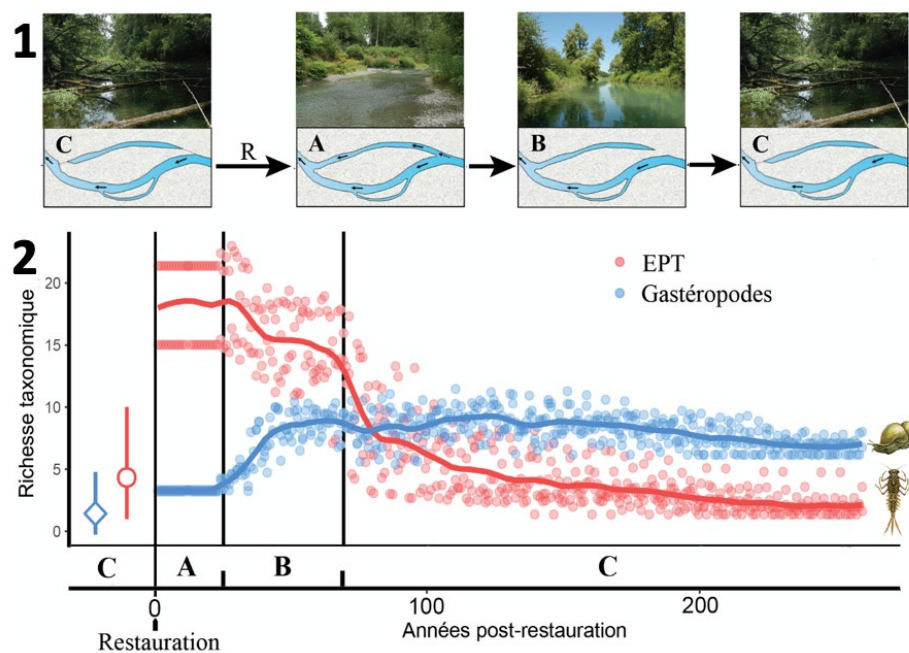 1
C
R
A
B
C
2
Richesse taxonomique
20
15
10
5
0
EPT
Gastéropodes
C
A
B
C
0
100
200
Restauration
Années post-restauration